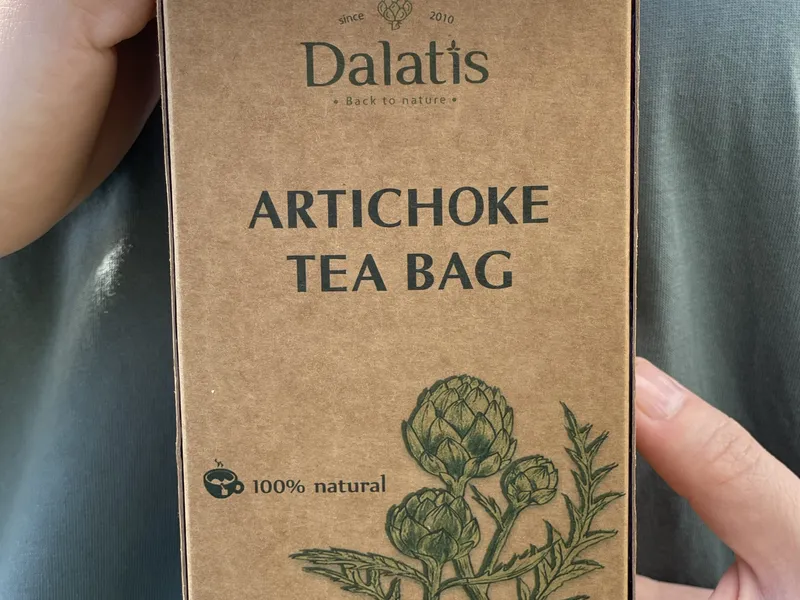 since 2010
Dalatis
• Back to nature •
ARTICHOKE
TEA BAG
100% natural